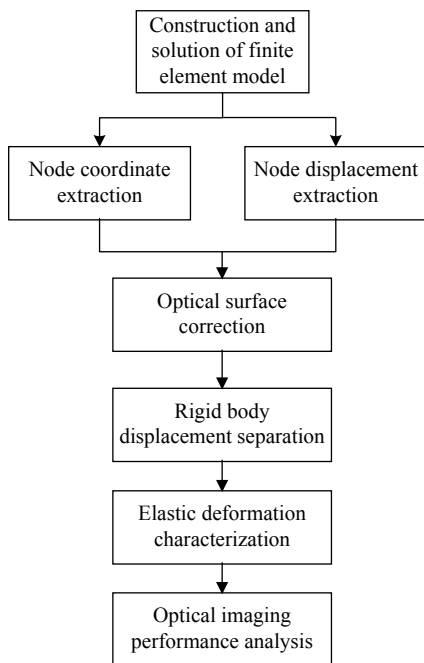 Construction and
solution of finite
element model
Node coordinate
extraction
Node displacement
extraction
Optical surface
correction
Rigid body
displacement separation
Elastic deformation
characterization
Optical imaging
performance analysis